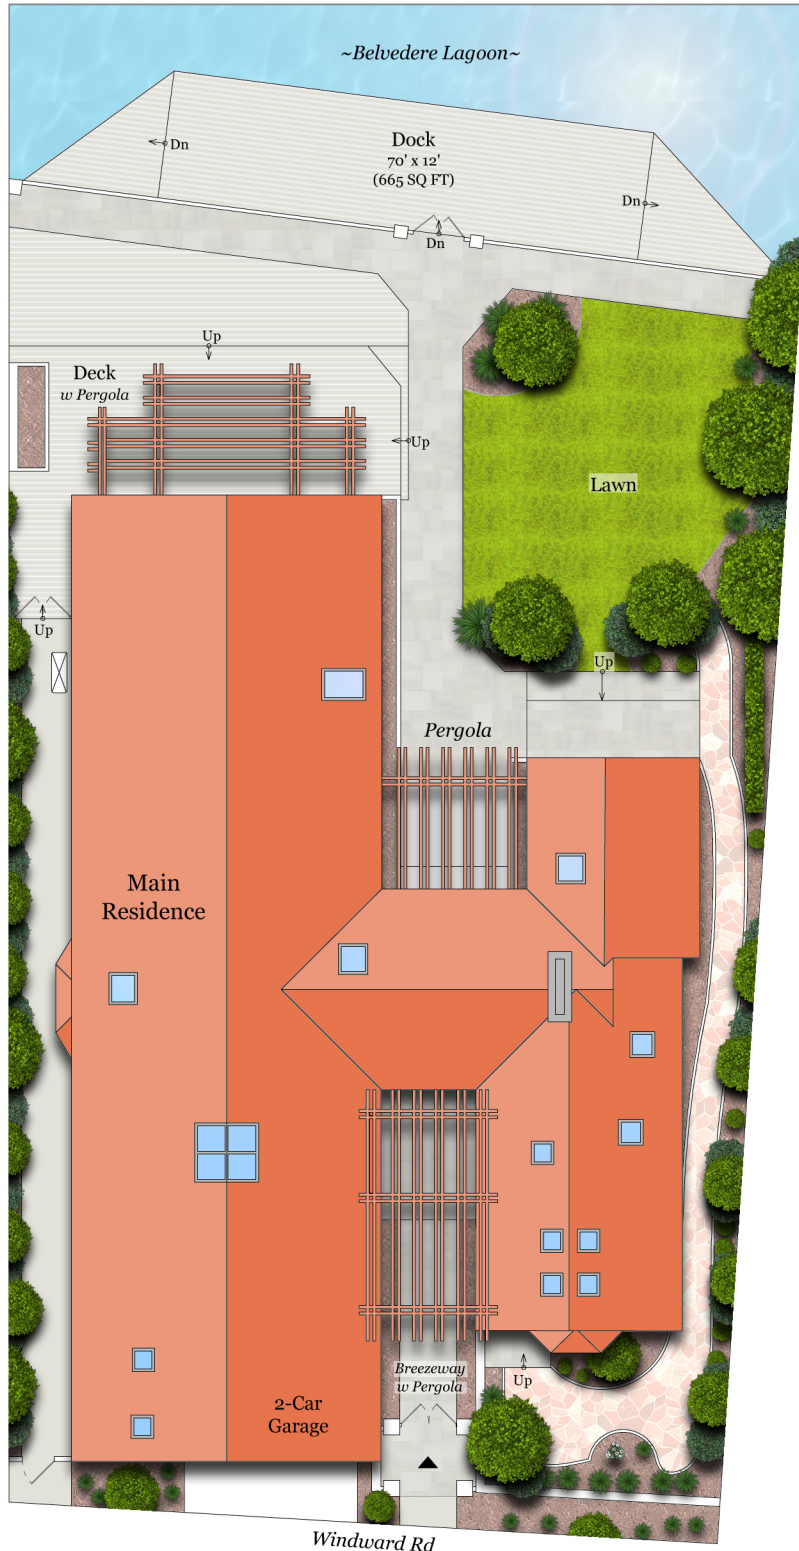 ~Belvedere Lagoon~
Dock
70' x 12'
(665 SQ FT)
Dn
Dn
Dn
Up
Deck
w Pergola
Up
Lawn
Up
Up
Pergola
Main
Residence
Breezeway
w Pergola
Up
2-Car
Garage
Windward Rd